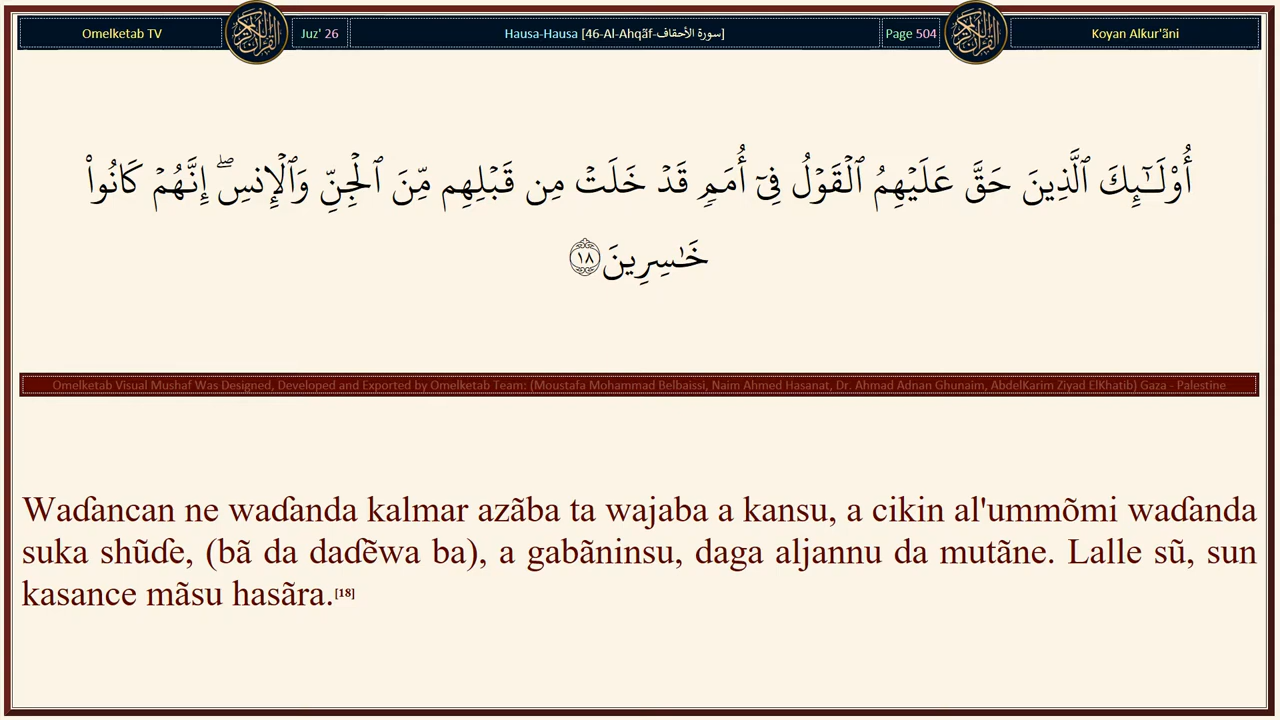 Omelketab TV
Juz' 26
Hausa-Hausa [46-Al-Ahqãf-سورة الأحقاف]
Page 504
Koyan Alƙur'ãni
أُوْلَٰٓئِكَ ٱلَّذِينَ حَقَّ عَلَيۡهِمُ ٱلۡقَوۡلُ فِيٓ أُمَمٖ قَدۡ خَلَتۡ مِن قَبۡلِهِم مِّنَ ٱلۡجِنِّ وَٱلۡإِنسِۖ إِنَّهُمۡ كَانُواْ
خَٰسِرِينَ ١٨
Omelketab Visual Mushaf Was Designed, Developed and Exported by Omelketab Team: (Moustafa Mohammad Belbaissi, Naim Ahmed Hasanat, Dr. Ahmad Adnan Ghunaim, AbdelKarim Ziyad ElKhatib) Gaza - Palestine
Waɗancan ne waɗanda kalmar azãba ta wajaba a kansu, a cikin al'ummõmi waɗanda
suka shũɗe, (bã da daɗẽwa ba), a gabãninsu, daga aljannu da mutãne. Lalle sũ, sun
kasance mãsu hasãra.[18]